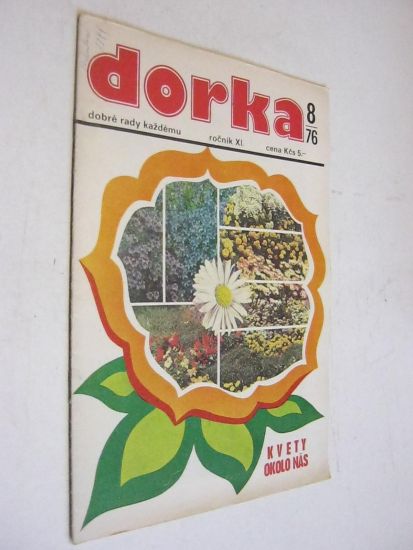 dorka
8
76
dobré rady každému ročník XI. cena Kčs 5.-
KVETY
OKOLO NÁS